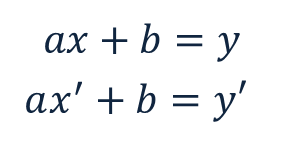 ax + b = y
ax′ + b = y′